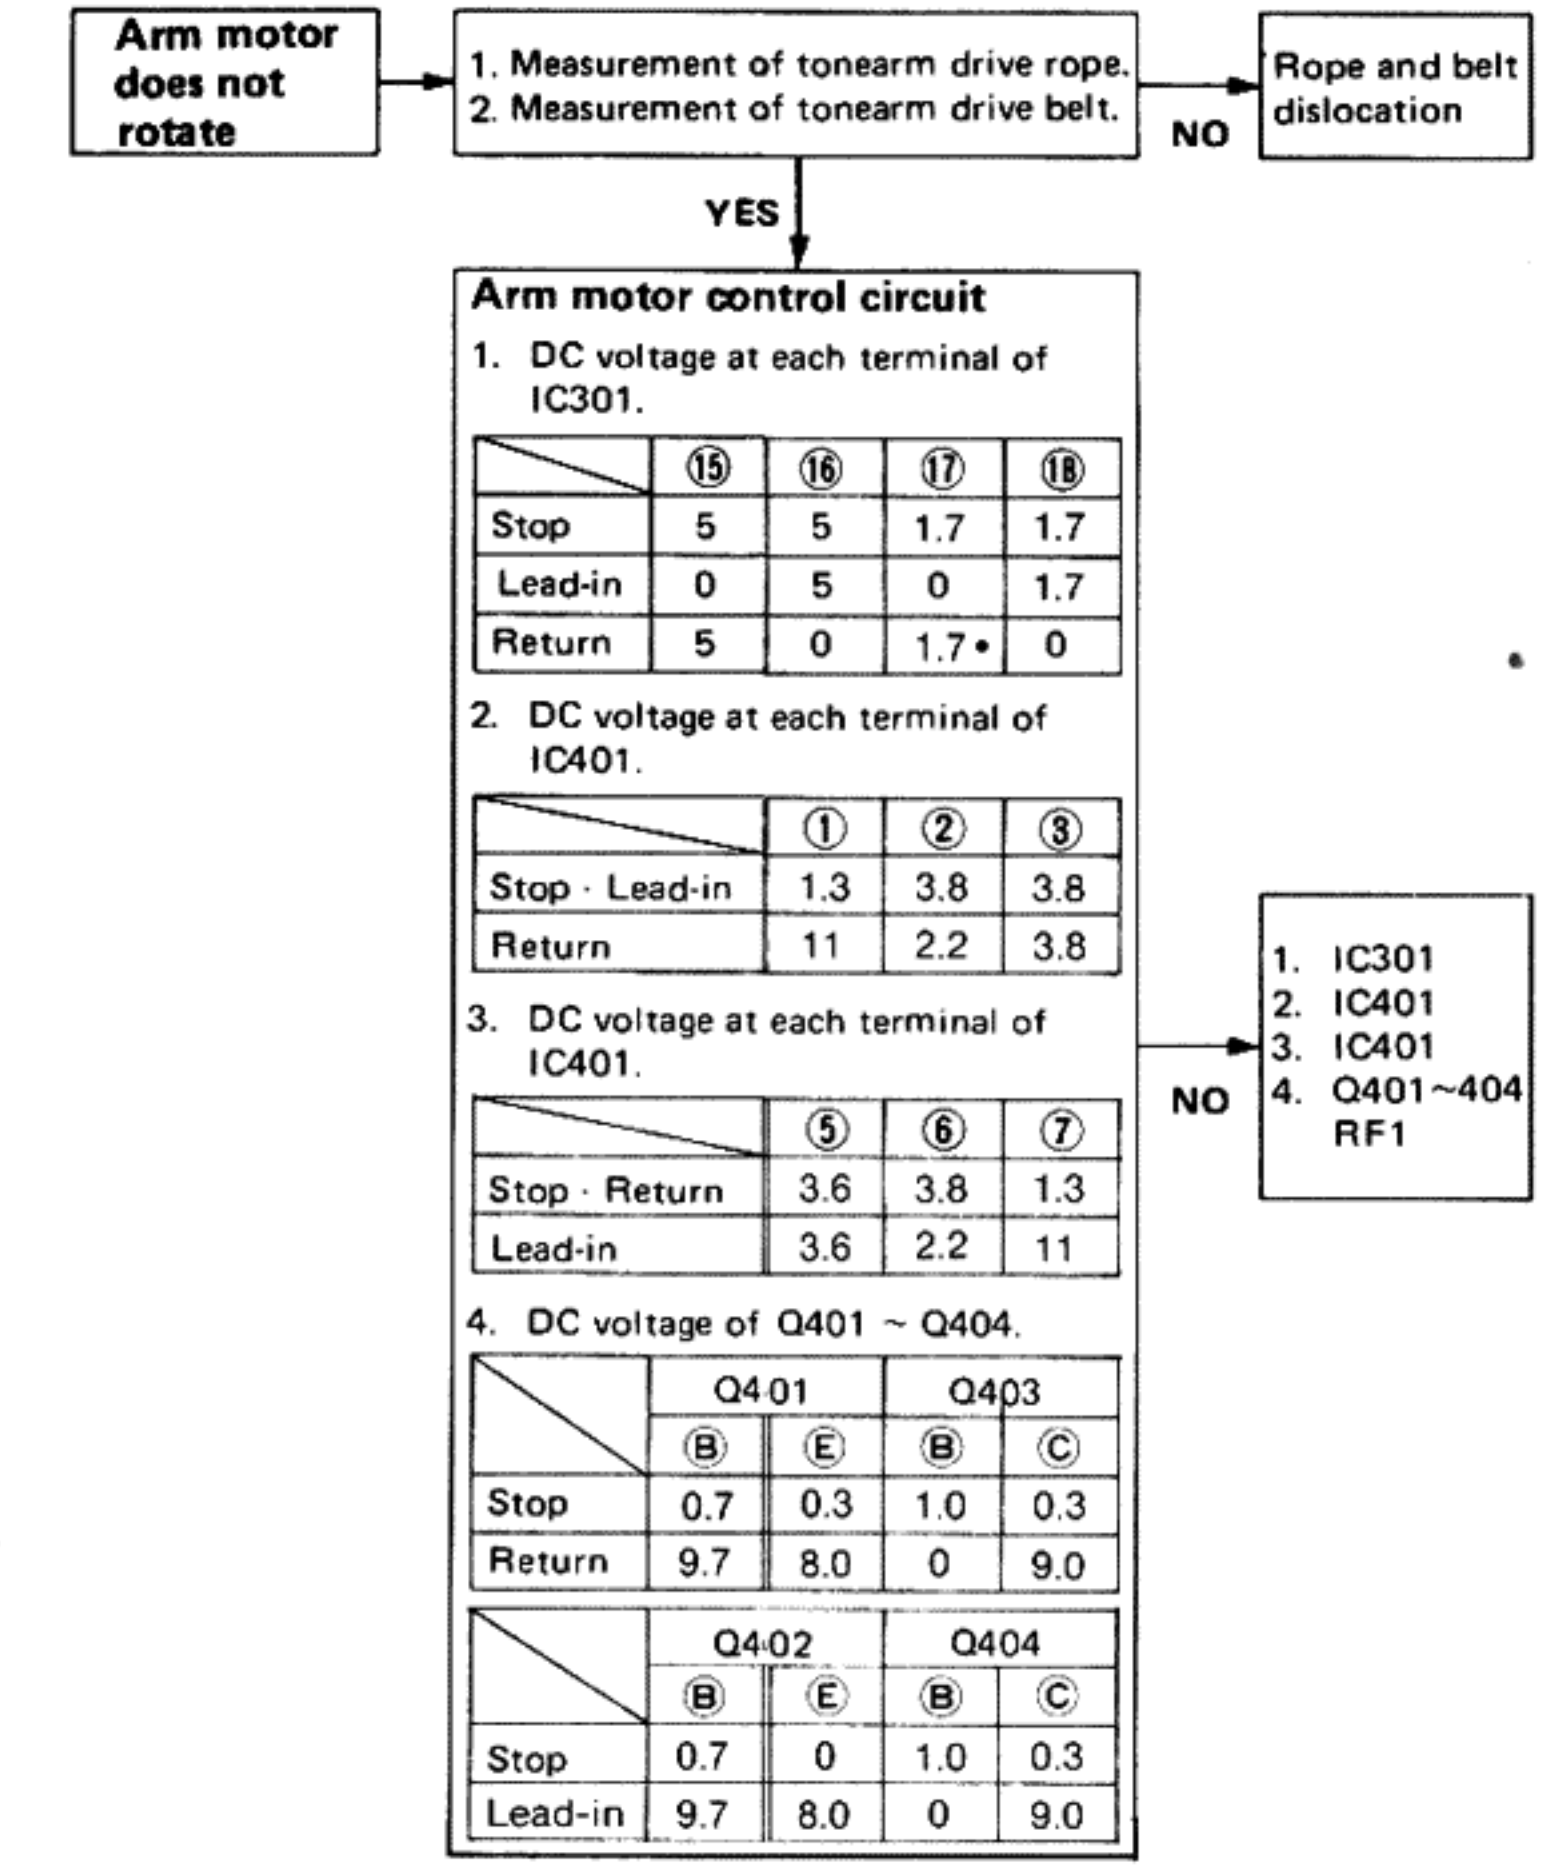 Arm motor
does not
rotate
1. Measurement of tonearm drive rope.
2. Measurement of tonearm drive belt.
NO
Rope and belt
dislocation
YES
Arm motor control circuit
1. DC voltage at each terminal of
IC301.
⑮ ⑯ ⑰ ⑱
Stop 5 5 1.7 1.7
Lead-in 0 5 0 1.7
Return 5 0 1.7 0
2. DC voltage at each terminal of
IC401.
① ② ③
Stop · Lead-in 1.3 3.8 3.8
Return 11 2.2 3.8
3. DC voltage at each terminal of
IC401.
⑤ ⑥ ⑦
Stop · Return 3.6 3.8 1.3
Lead-in 3.6 2.2 11
4. DC voltage of Q401 ~ Q404.
Q401 Q403
Ⓑ Ⓔ Ⓑ Ⓒ
Stop 0.7 0.3 1.0 0.3
Return 9.7 8.0 0 9.0
Q402 Q404
Ⓑ Ⓔ Ⓑ Ⓒ
Stop 0.7 0 1.0 0.3
Lead-in 9.7 8.0 0 9.0
NO
1. IC301
2. IC401
3. IC401
4. Q401~404
RF1